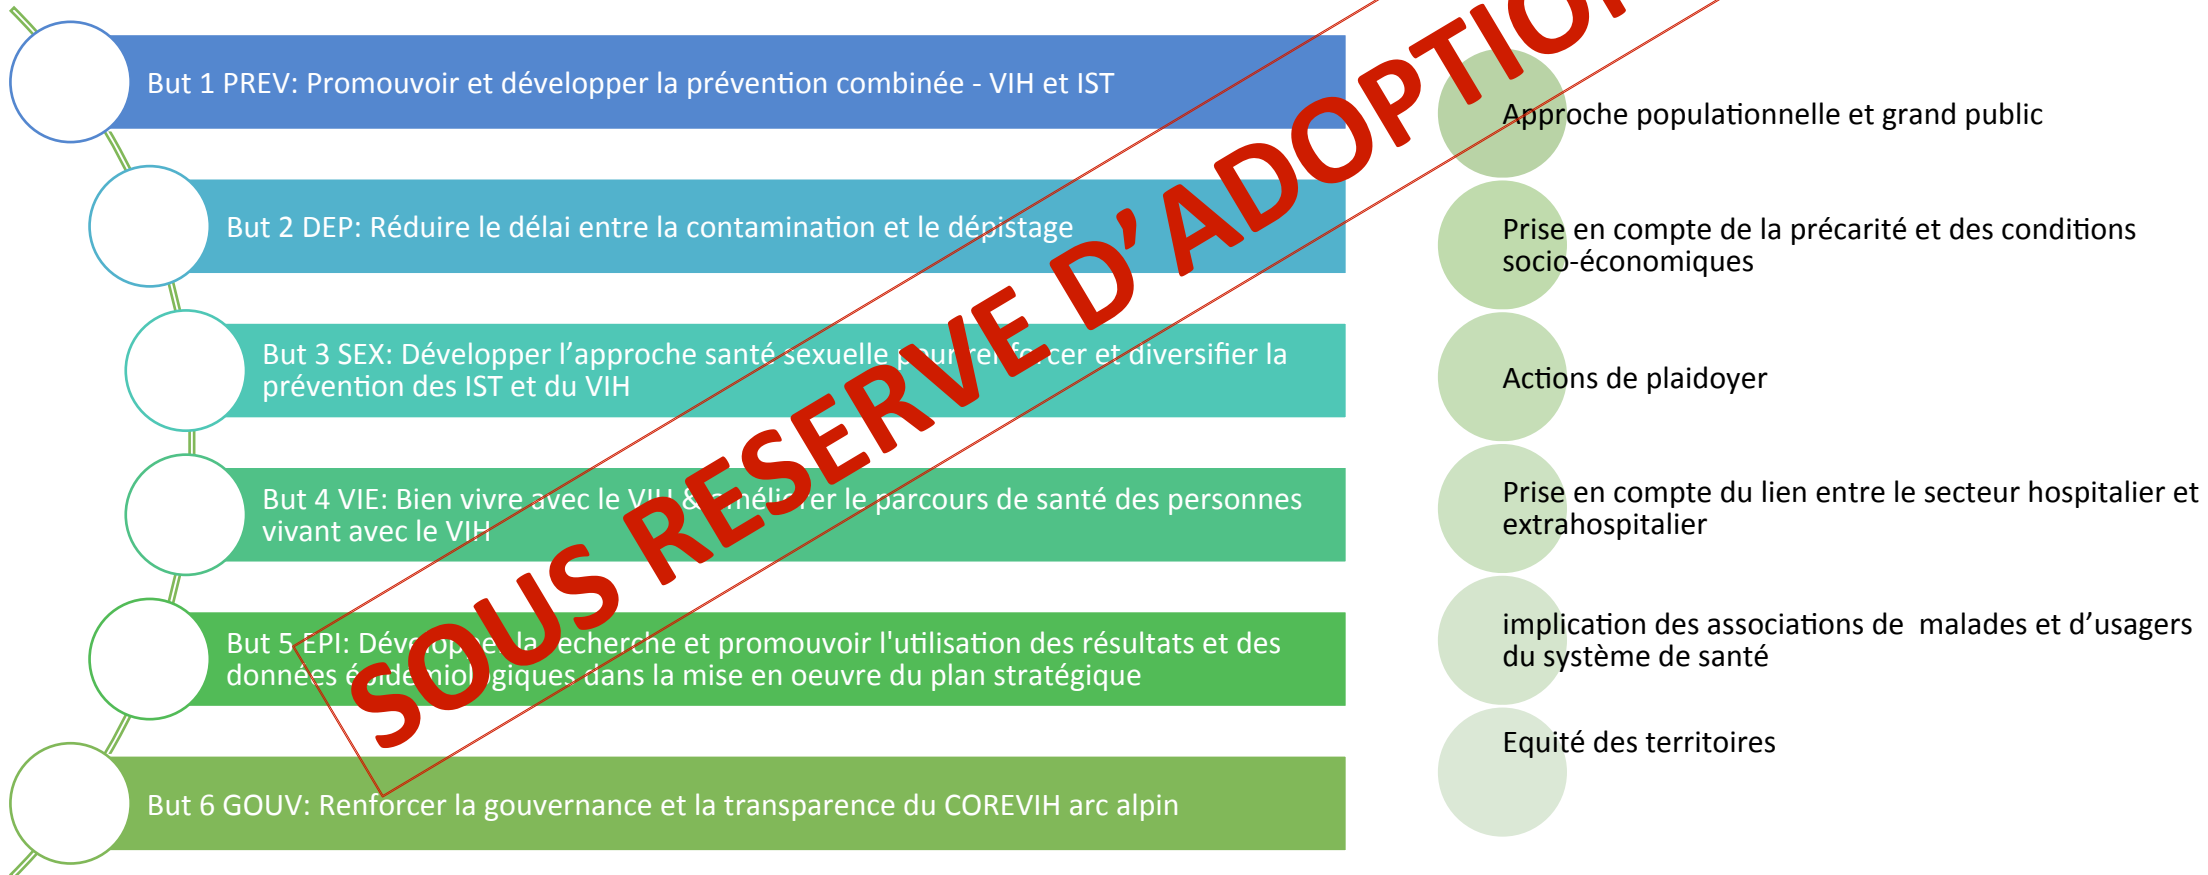 But 1 PREV: Promouvoir et développer la prévention combinée - VIH et IST
But 2 DEP: Réduire le délai entre la contamination et le dépistage
But 3 SEX: Développer l’approche santé sexuelle pour renforcer et diversifier la
prévention des IST et du VIH
But 4 VIE: Bien vivre avec le VIH & améliorer le parcours de santé des personnes
vivant avec le VIH
But 5 EPI: Développer la recherche et promouvoir l'utilisation des résultats et des
données épidémiologiques dans la mise en oeuvre du plan stratégique
But 6 GOUV: Renforcer la gouvernance et la transparence du COREVIH arc alpin
SOUS RESERVE D’ADOPTION
Approche populationnelle et grand public
Prise en compte de la précarité et des conditions
socio-économiques
Actions de plaidoyer
Prise en compte du lien entre le secteur hospitalier et
extrahospitalier
implication des associations de  malades et d’usagers
du système de santé
Equité des territoires